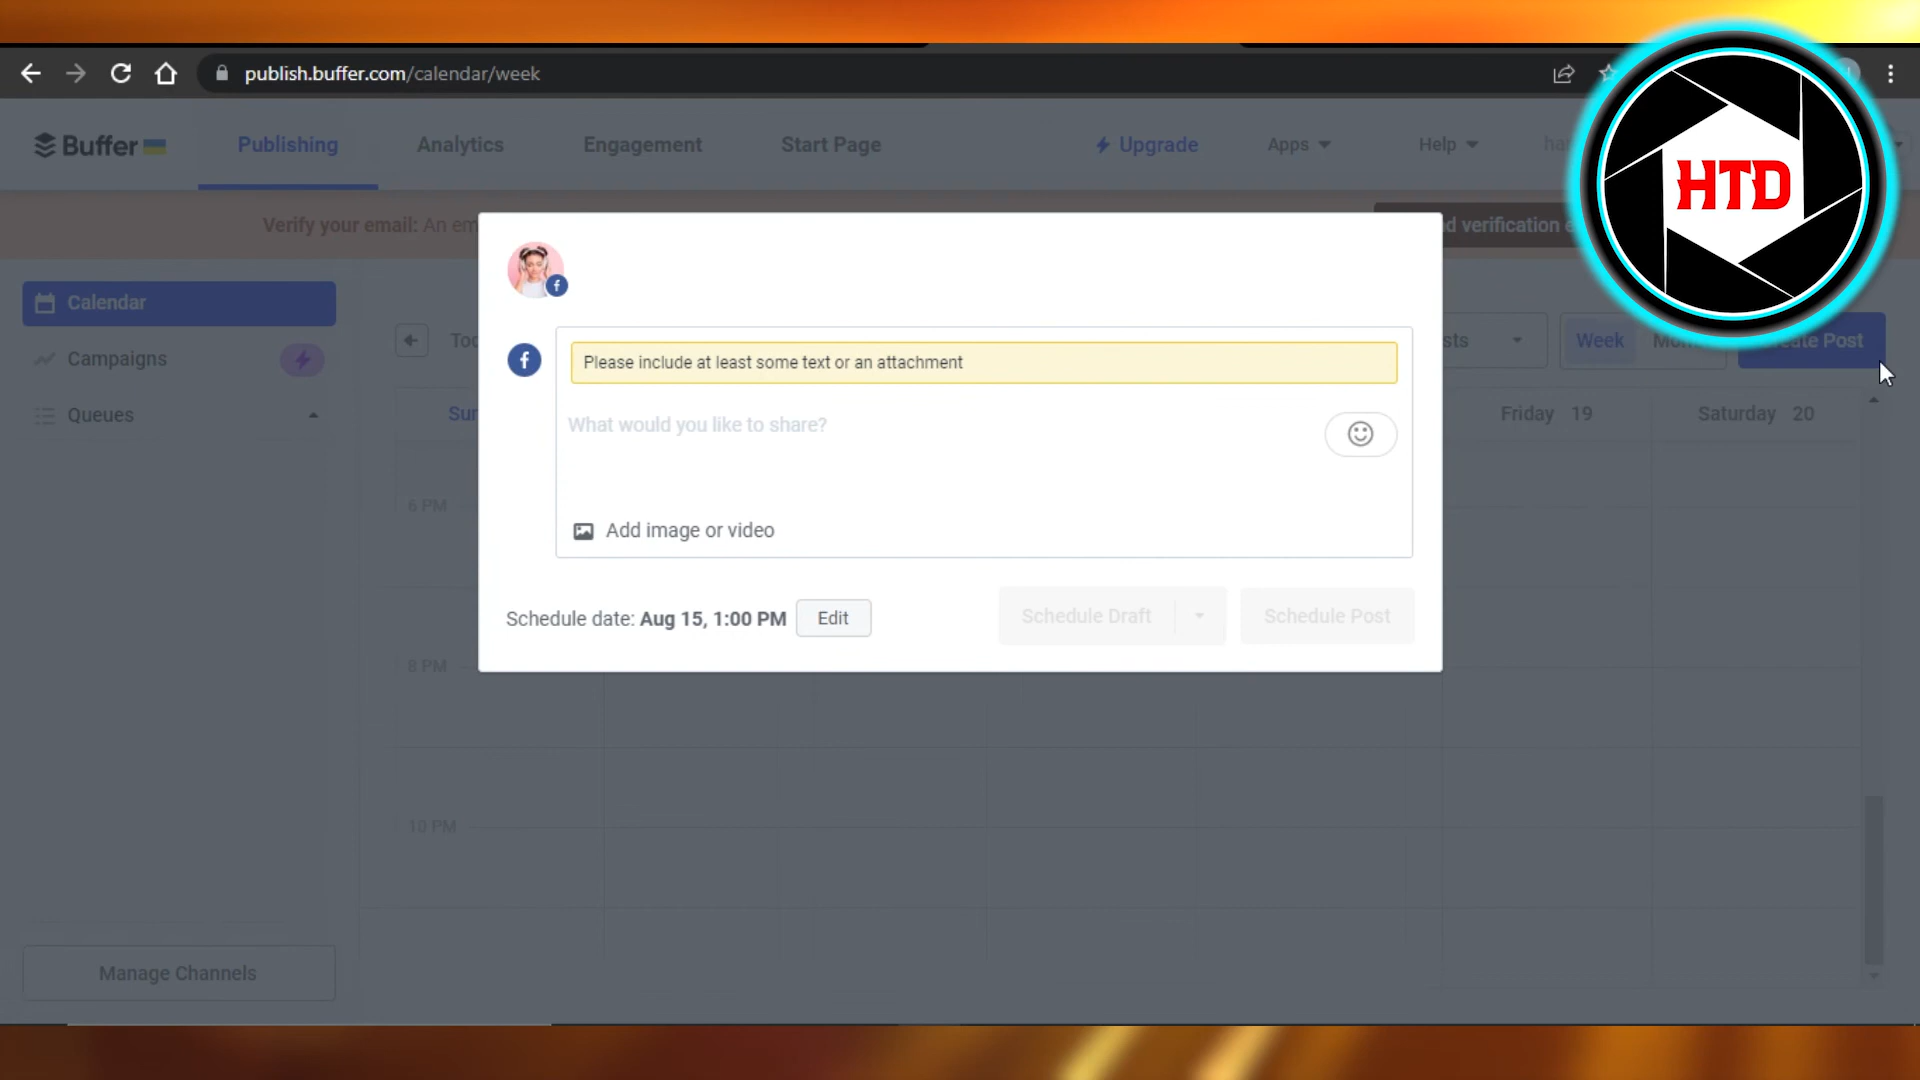 publish.buffer.com/calendar/week
Buffer
Publishing
Analytics
Engagement
Start Page
Upgrade
Apps
Help
HTD
Verify your email: An em
d verification e
Calendar
Campaigns
Queues
Manage Channels
Week
Friday 19
Saturday 20
6 PM
8 PM
10 PM
Please include at least some text or an attachment
What would you like to share?
Add image or video
Schedule date: Aug 15, 1:00 PM
Edit
Schedule Draft
Schedule Post
Post